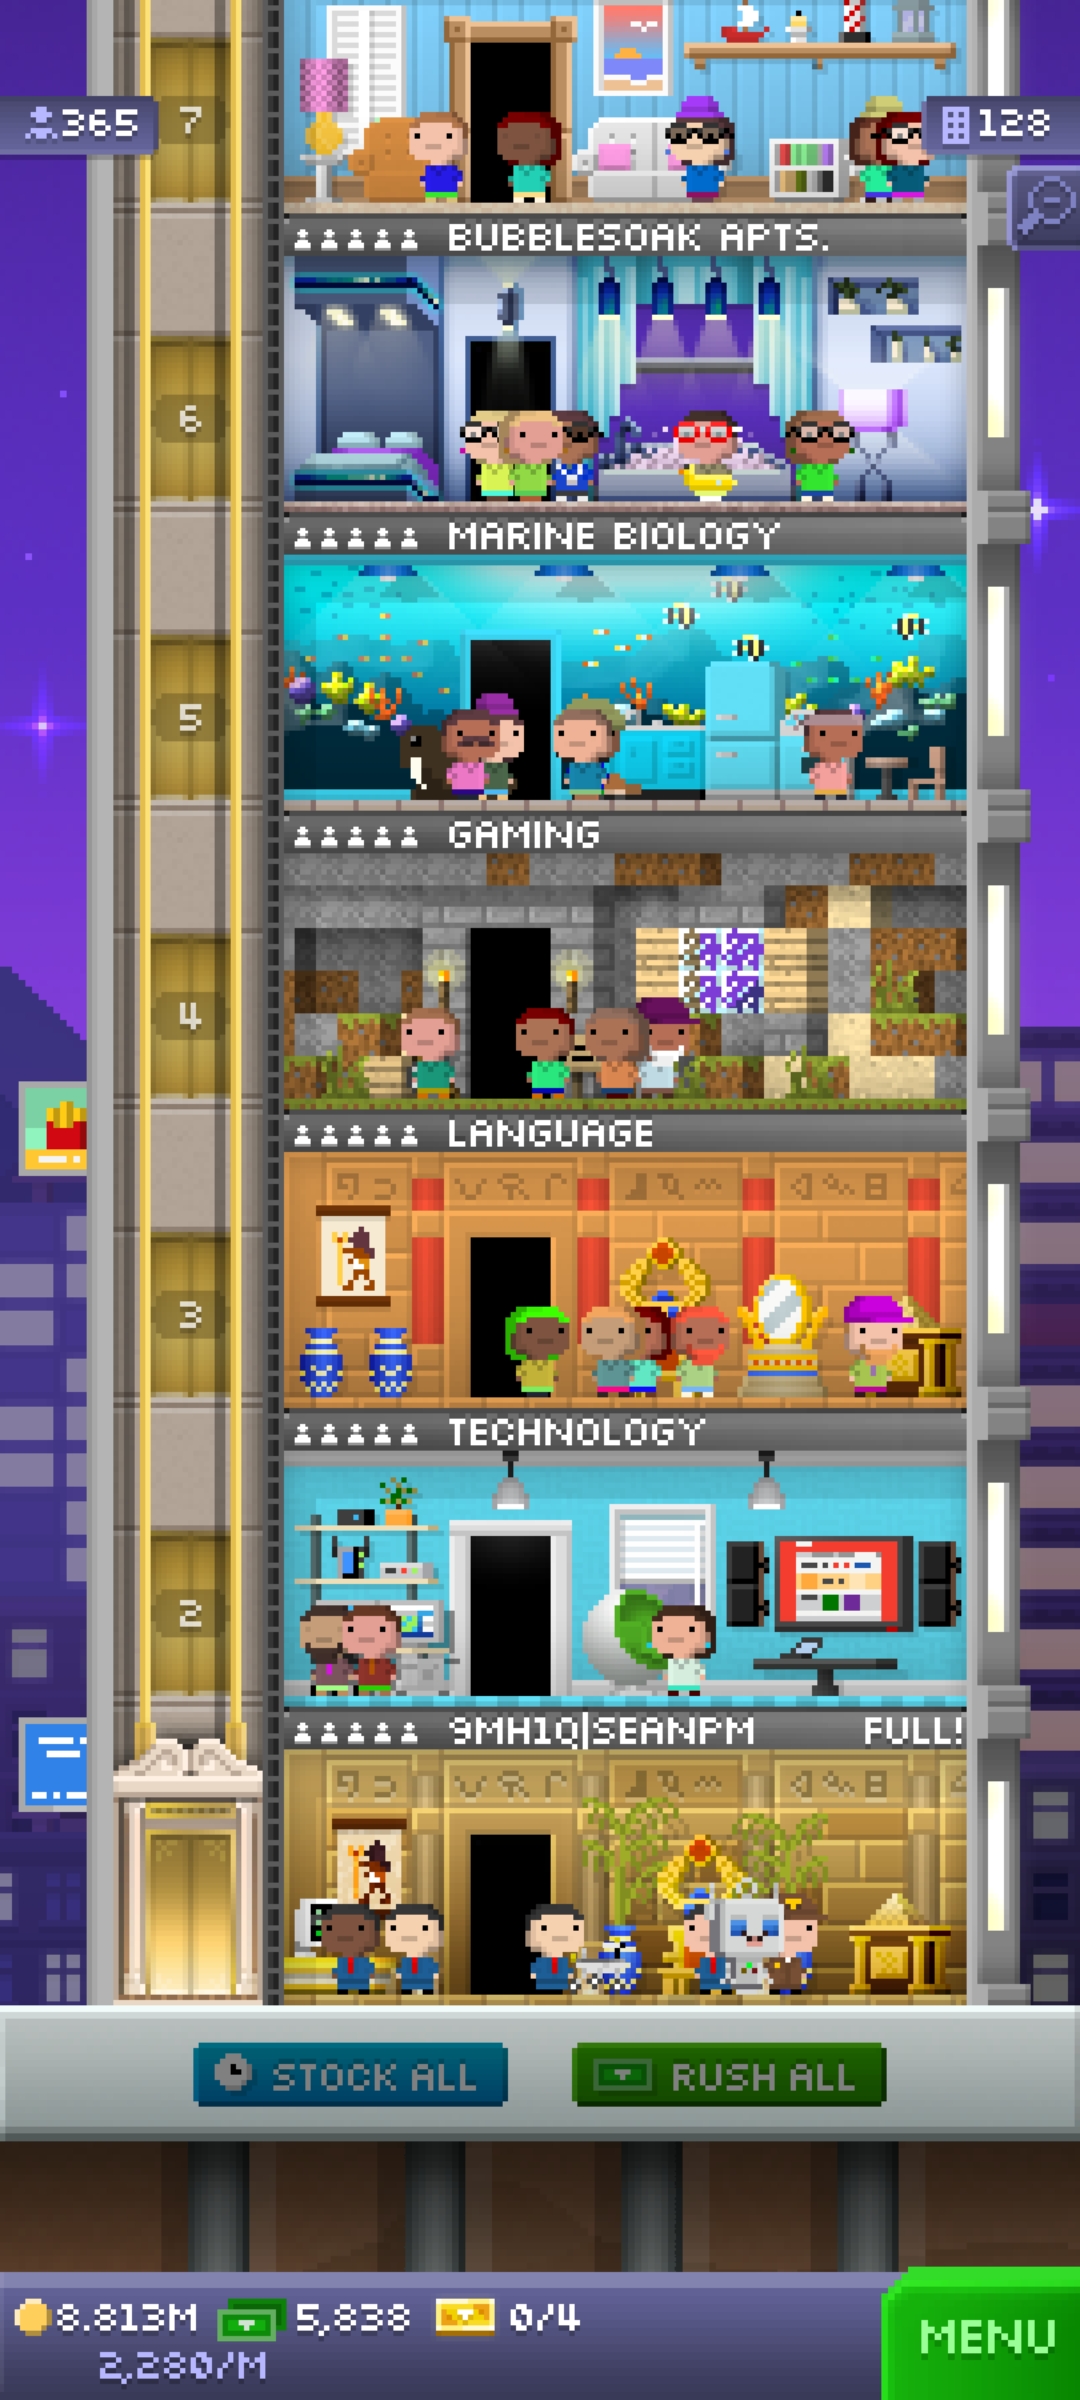 365
7
128
BUBBLESOAK APTS.
6
MARINE BIOLOGY
5
GAMING
4
LANGUAGE
3
TECHNOLOGY
2
9MH1Q|SEANPM FULL!
STOCK ALL
RUSH ALL
8.813M 5,838 0/4
2,280/M
MENU